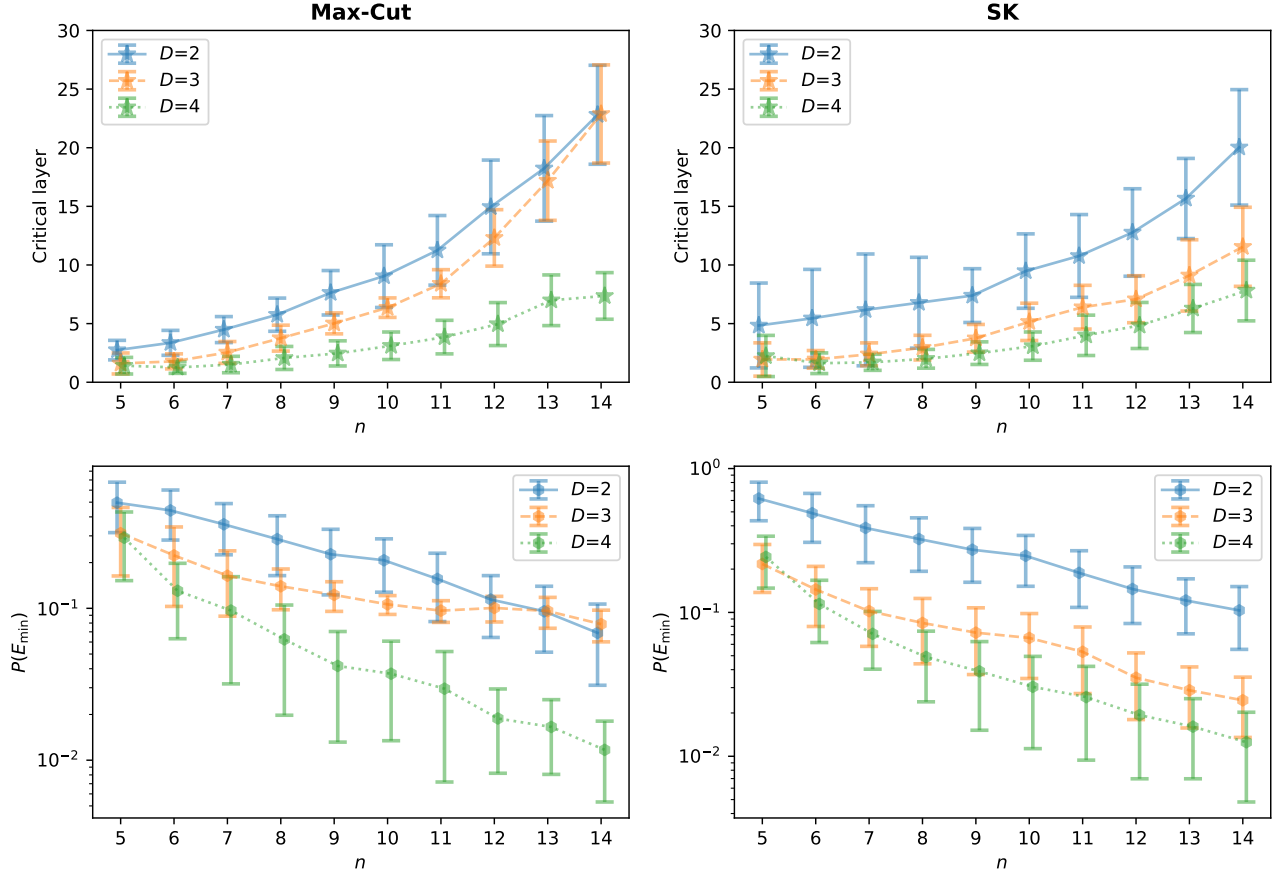 Max-Cut
30
25
20
15
10
5
0
Critical layer
D=2
D=3
D=4
5 6 7 8 9 10 11 12 13 14
n
SK
30
25
20
15
10
5
0
Critical layer
D=2
D=3
D=4
5 6 7 8 9 10 11 12 13 14
n
10⁻¹
10⁻²
P(E_min)
D=2
D=3
D=4
5 6 7 8 9 10 11 12 13 14
n
10⁰
10⁻¹
10⁻²
P(E_min)
D=2
D=3
D=4
5 6 7 8 9 10 11 12 13 14
n